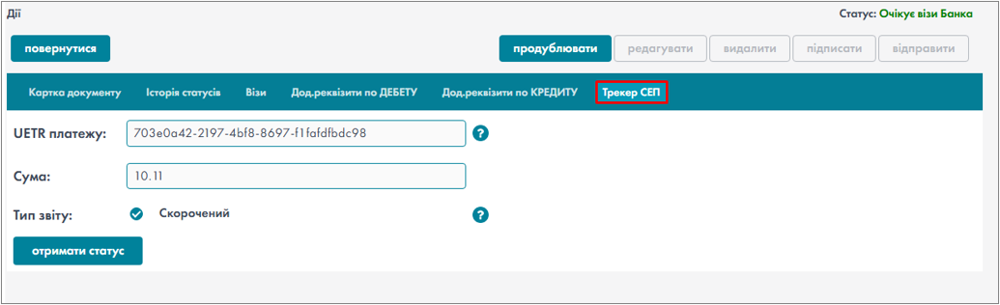 Дії
Статус: Очікує візи Банка
повернутися
продублювати редагувати видалити підписати відправити
Картка документу Історія статусів Візи Дод.реквізити по ДЕБЕТУ Дод.реквізити по КРЕДИТУ Трекер СЕП
UETR платежу: 703e0a42-2197-4bf8-8697-f1fafdfbdc98 ?
Сума: 10.11
Тип звіту: Скорочений ?
отримати статус